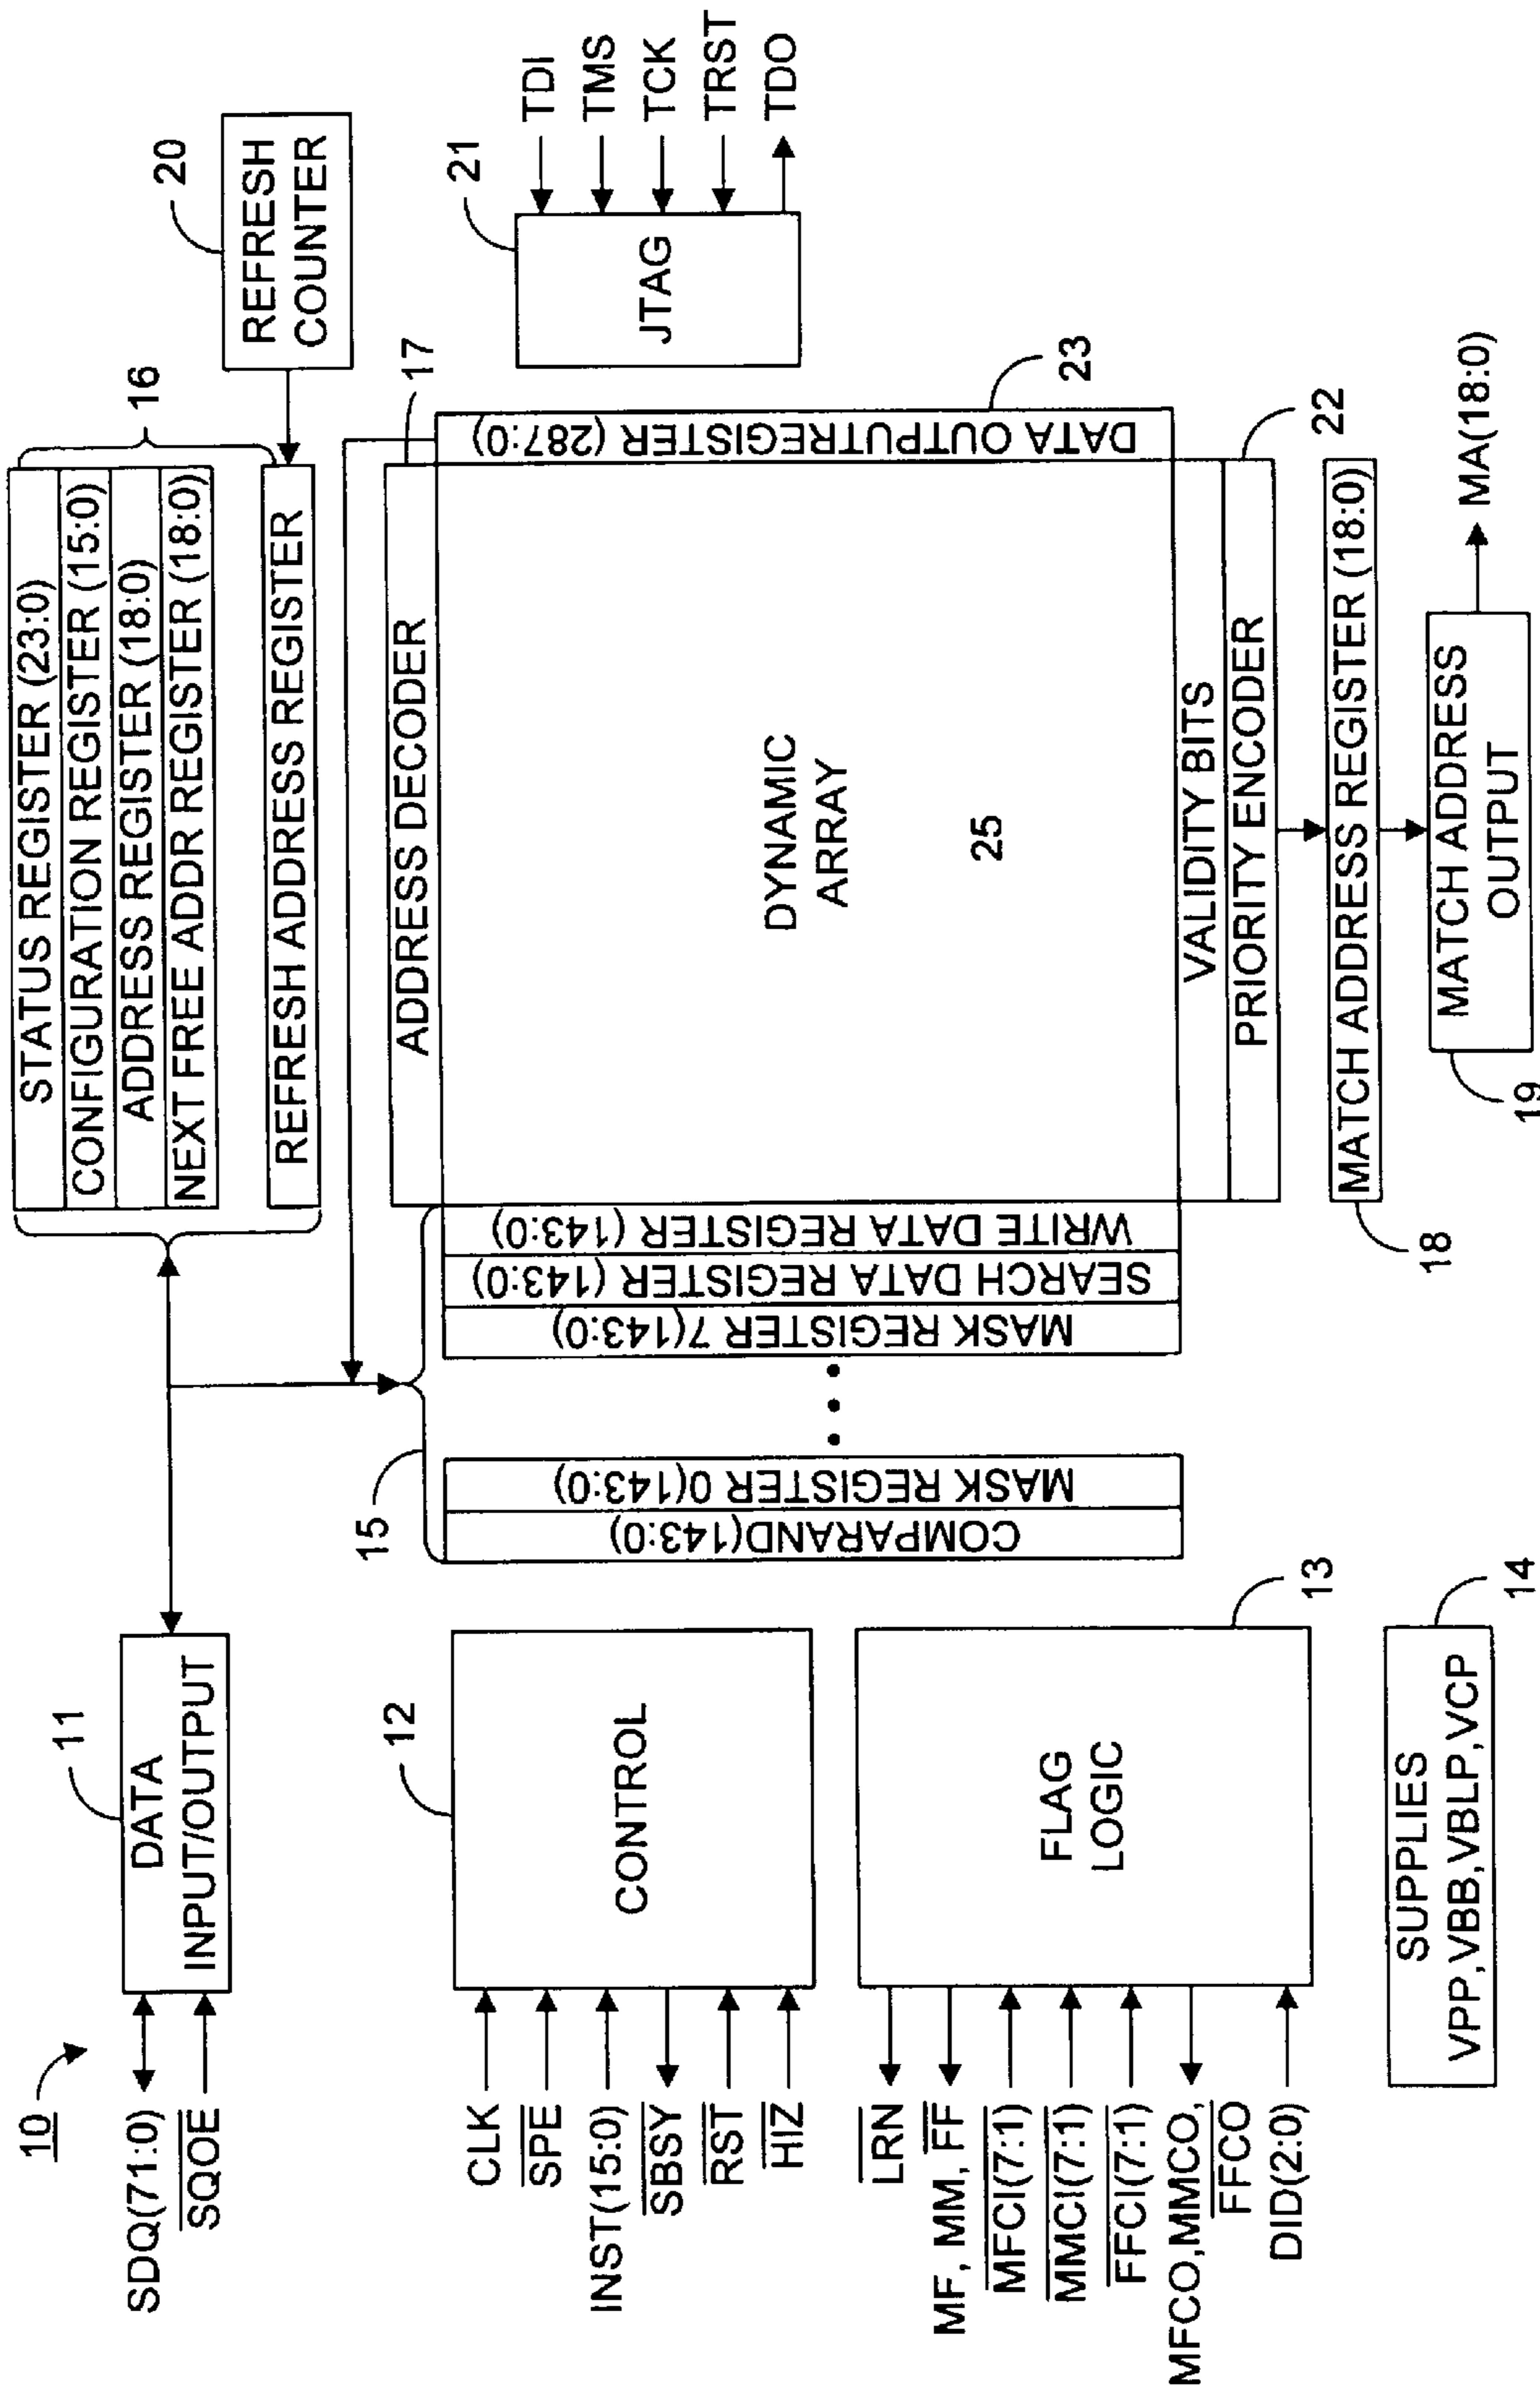 10
SDQ(71:0)
SQOE
11
DATA
INPUT/OUTPUT
STATUS REGISTER (23:0)
CONFIGURATION REGISTER (15:0)
ADDRESS REGISTER (18:0)
NEXT FREE ADDR REGISTER (18:0)
REFRESH ADDRESS REGISTER
16
20
REFRESH
COUNTER
CLK
SPE
INST(15:0)
SBSY
RST
HIZ
12
CONTROL
LRN
MF, MM, FF
MFCI(7:1)
MMCI(7:1)
FFCI(7:1)
MFCO,MMCO,
FFCO
DID(2:0)
FLAG
LOGIC
13
SUPPLIES
VPP,VBB,VBLP,VCP
14
15
COMPARAND(143:0)
MASK REGISTER 0(143:0)
• • •
MASK REGISTER 7(143:0)
SEARCH DATA REGISTER (143:0)
WRITE DATA REGISTER (143:0)
ADDRESS DECODER
17
DYNAMIC
ARRAY
25
DATA OUTPUTREGISTER (287:0)
23
VALIDITY BITS
PRIORITY ENCODER
22
MATCH ADDRESS REGISTER (18:0)
18
MATCH ADDRESS
OUTPUT
19
MA(18:0)
21
JTAG
TDI
TMS
TCK
TRST
TDO